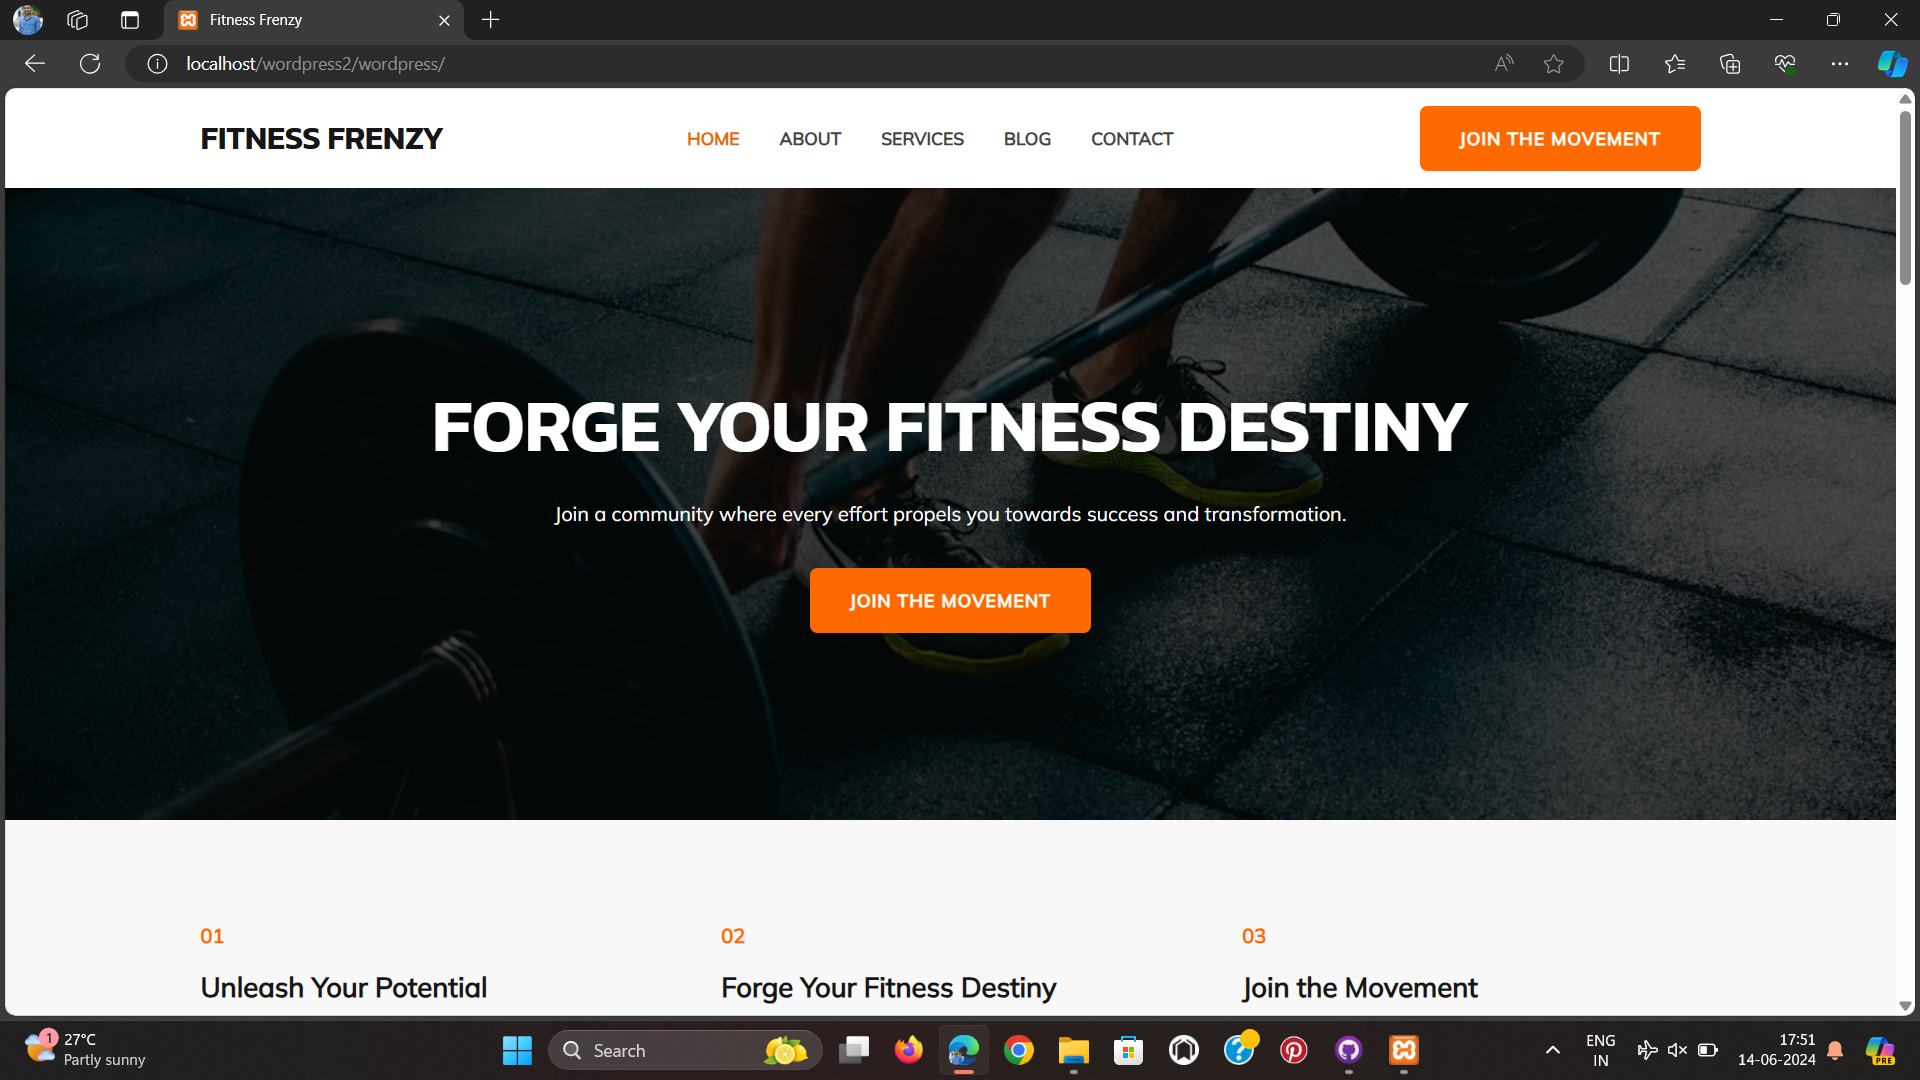 Fitness Frenzy
localhost/wordpress2/wordpress/
FITNESS FRENZY
HOME ABOUT SERVICES BLOG CONTACT
JOIN THE MOVEMENT
FORGE YOUR FITNESS DESTINY
Join a community where every effort propels you towards success and transformation.
JOIN THE MOVEMENT
01 02 03
Unleash Your Potential Forge Your Fitness Destiny Join the Movement
1
27°C
Partly sunny
Search
ENG
IN
17:51
14-06-2024
PRE